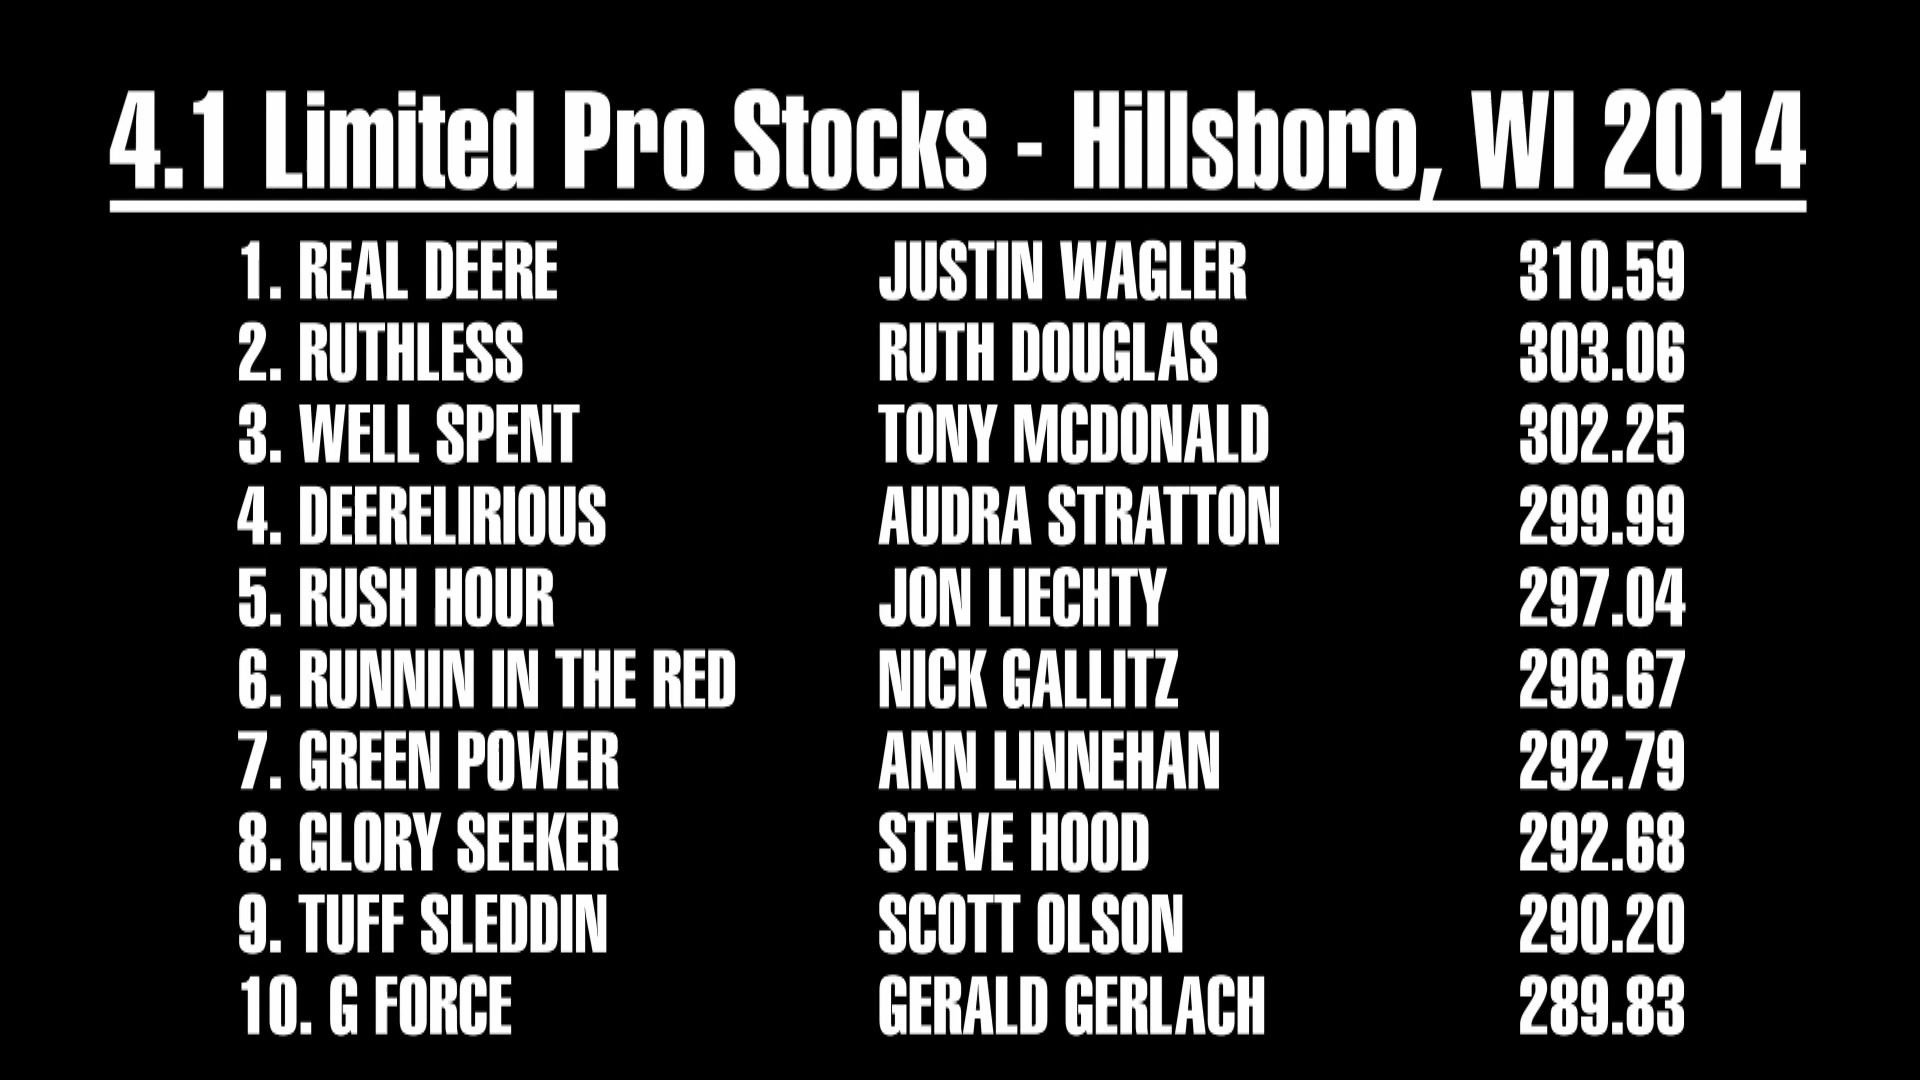 4.1 Limited Pro Stocks - Hillsboro, WI 2014
1. REAL DEERE JUSTIN WAGLER 310.59
2. RUTHLESS RUTH DOUGLAS 303.06
3. WELL SPENT TONY MCDONALD 302.25
4. DEERELIRIOUS AUDRA STRATTON 299.99
5. RUSH HOUR JON LIECHTY 297.04
6. RUNNIN IN THE RED NICK GALLITZ 296.67
7. GREEN POWER ANN LINNEHAN 292.79
8. GLORY SEEKER STEVE HOOD 292.68
9. TUFF SLEDDIN SCOTT OLSON 290.20
10. G FORCE GERALD GERLACH 289.83